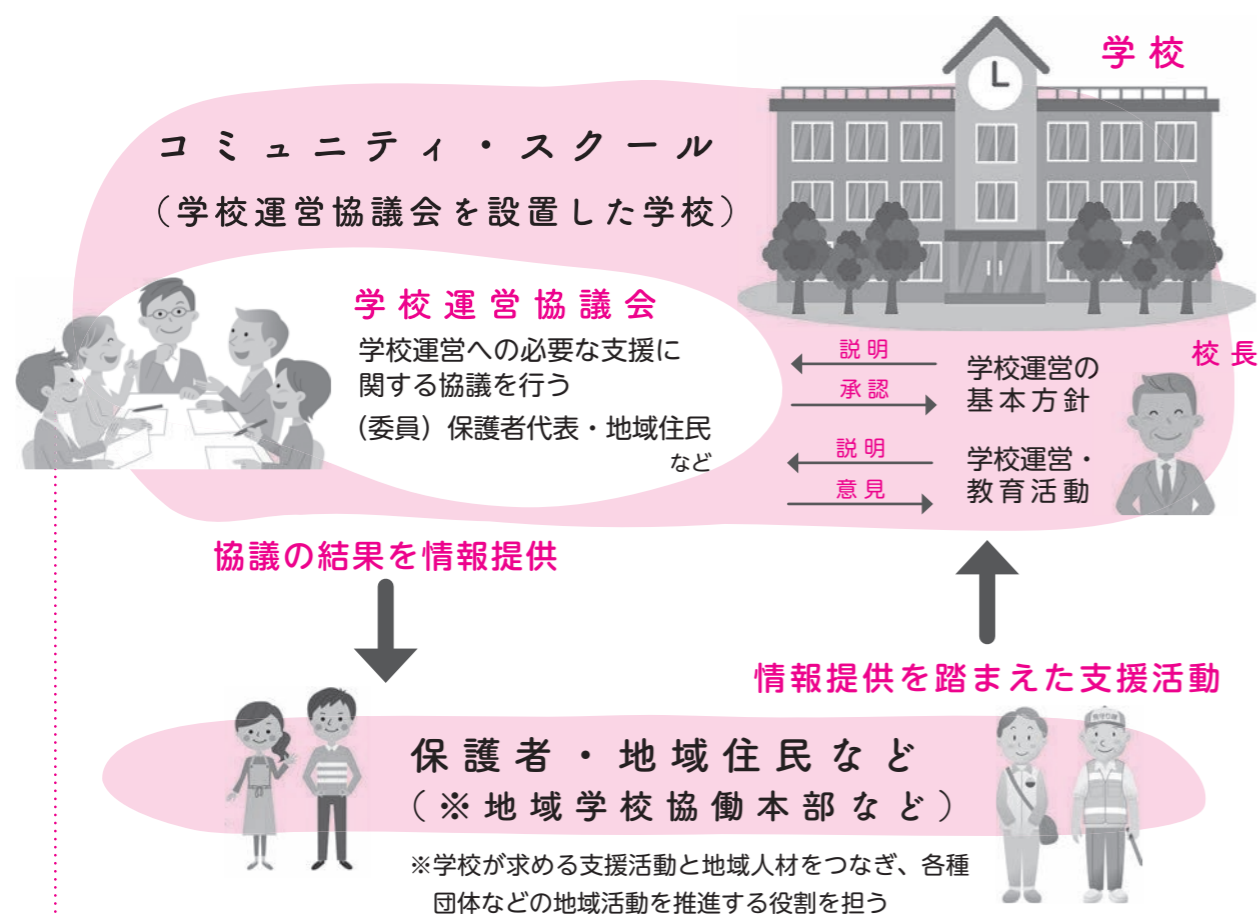 学校
コミュニティ・スクール
（学校運営協議会を設置した学校）
学校運営協議会
学校運営への必要な支援に
関する協議を行う
（委員）保護者代表・地域住民
など
説明
承認
学校運営の
基本方針
校長
説明
意見
学校運営・
教育活動
協議の結果を情報提供
情報提供を踏まえた支援活動
保護者・地域住民など
（※地域学校協働本部など）
※学校が求める支援活動と地域人材をつなぎ、各種
団体などの地域活動を推進する役割を担う